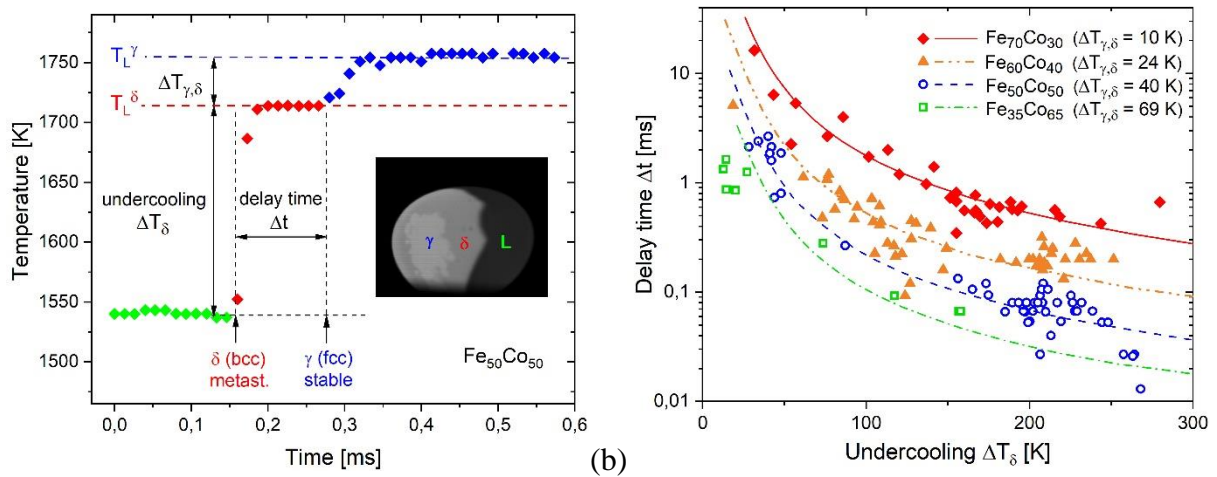 Temperature [K]
1750
1700
1650
1600
1550
1500
T_L^γ
ΔT_γ,δ
T_L^δ
undercooling
ΔT_δ
delay time
Δt
γ
δ
L
δ (bcc)
metast.
γ (fcc)
stable
Fe50Co50
0,0 0,1 0,2 0,3 0,4 0,5 0,6
Time [ms]
(b)
Delay time Δt [ms]
10
1
0,1
0,01
Fe70Co30 (ΔT_γ,δ = 10 K)
Fe60Co40 (ΔT_γ,δ = 24 K)
Fe50Co50 (ΔT_γ,δ = 40 K)
Fe35Co65 (ΔT_γ,δ = 69 K)
0 100 200 300
Undercooling ΔT_δ [K]